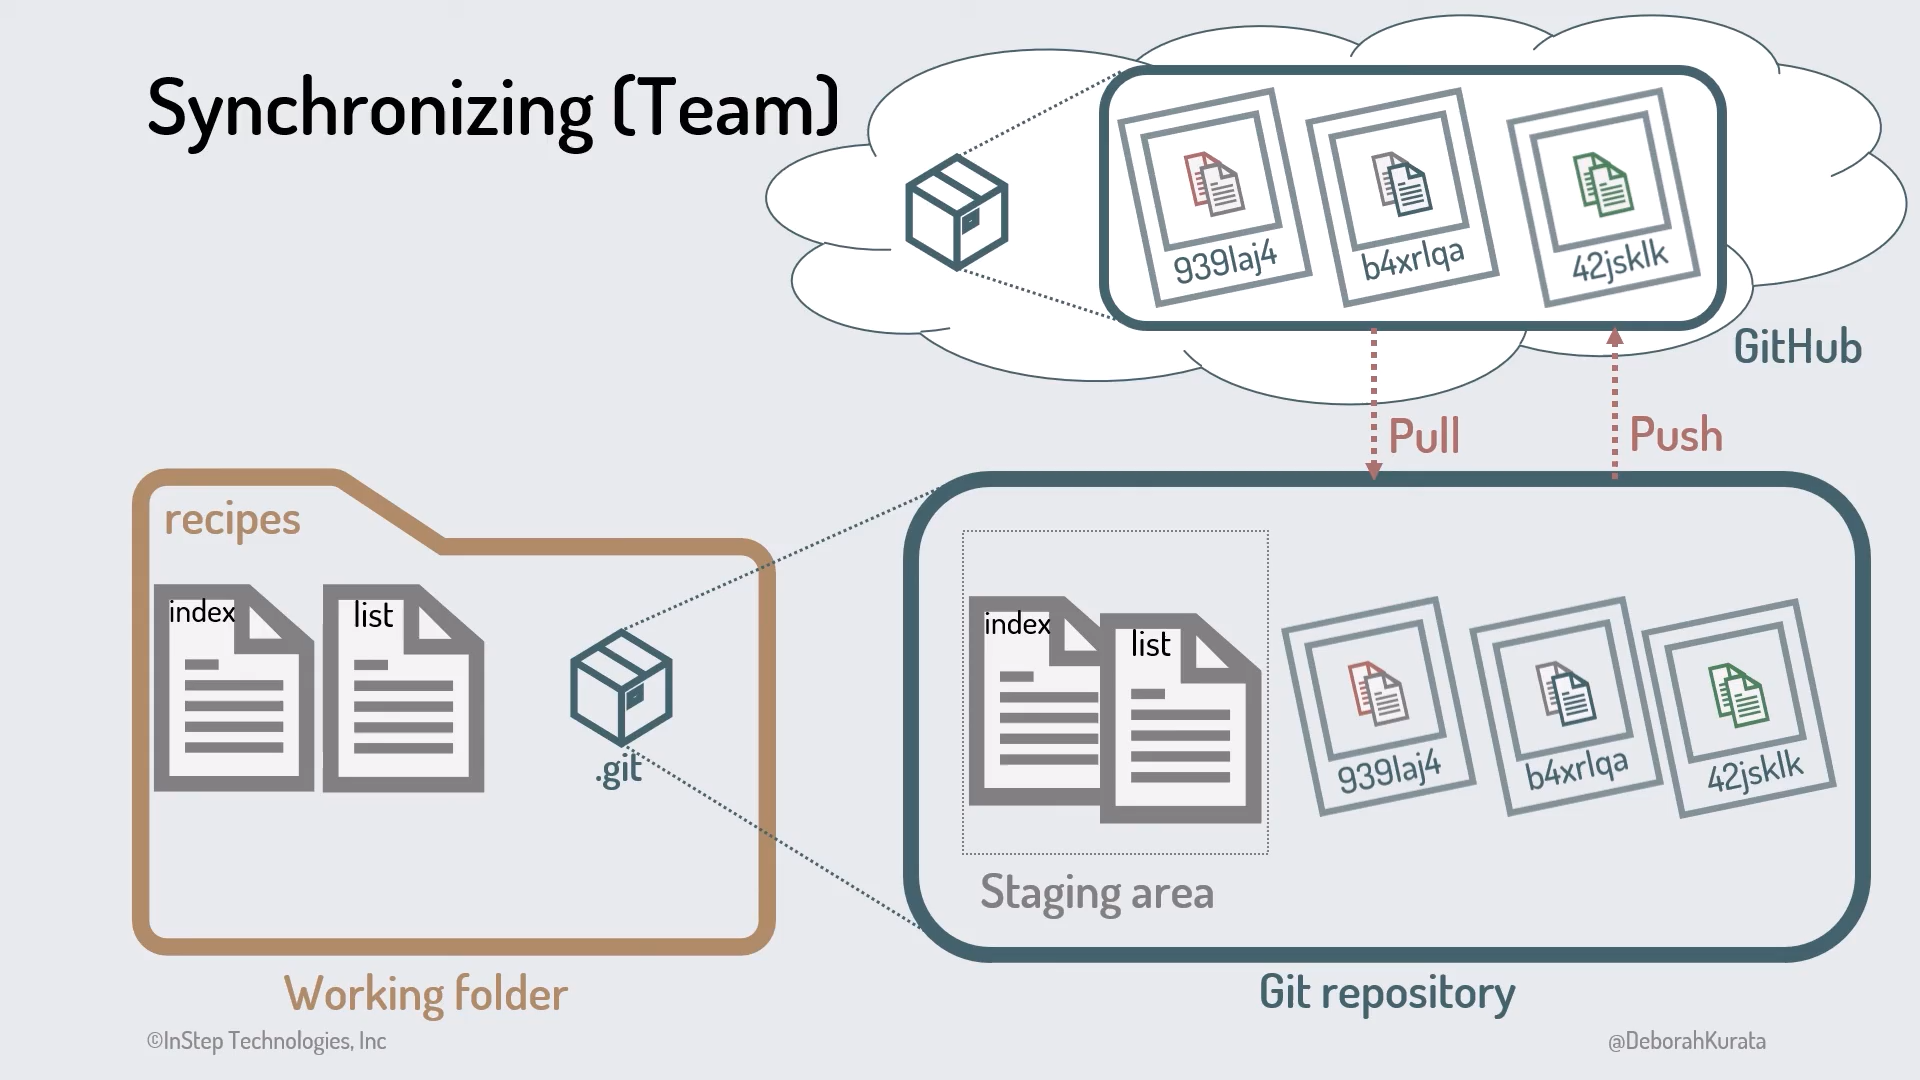 Synchronizing (Team)
939laj4
b4xrlqa
42jsklk
GitHub
Pull
Push
recipes
index
list
.git
index
list
939laj4
b4xrlqa
42jsklk
Staging area
Working folder
Git repository
©InStep Technologies, Inc
@DeborahKurata